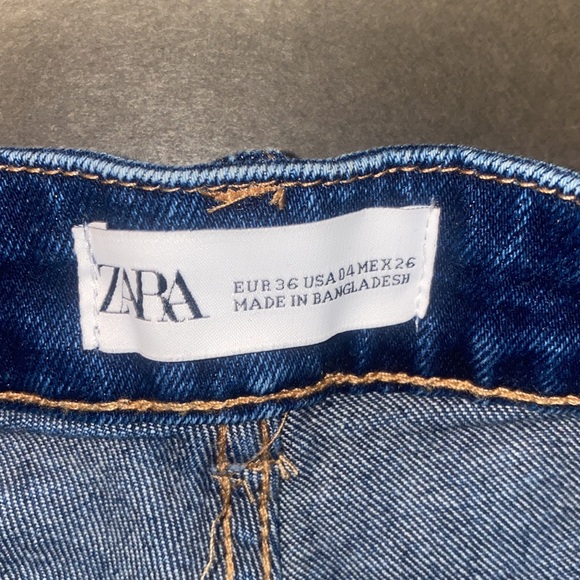 ZARA
EUR 36 USA 04 MEX 26
MADE IN BANGLADESH